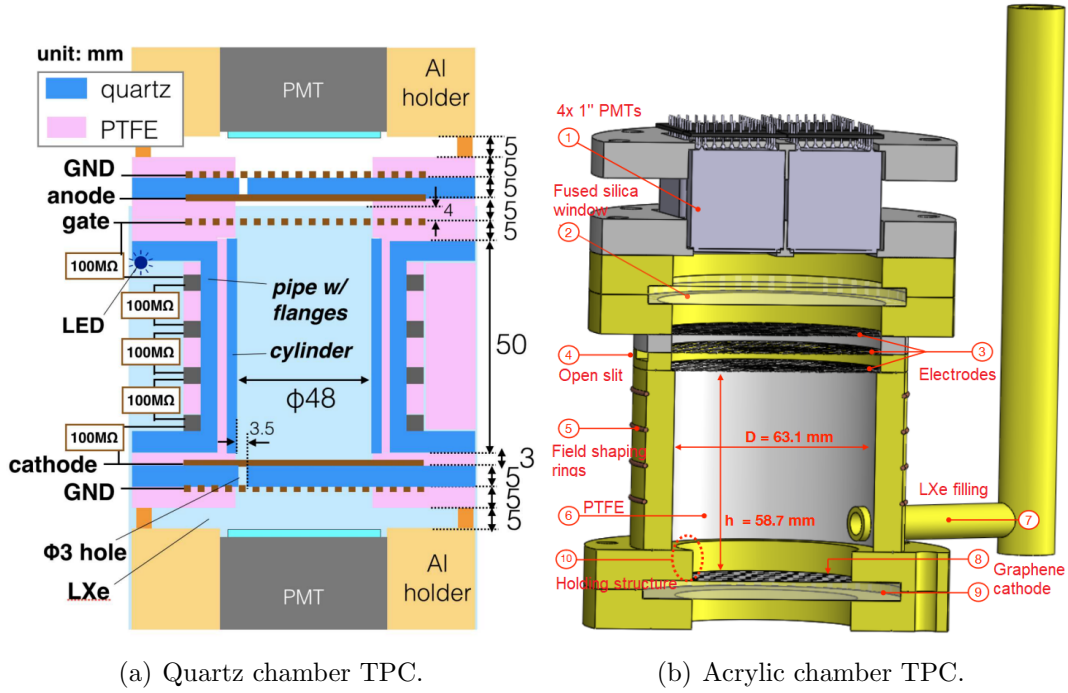 unit: mm
quartz
PTFE
PMT
Al
holder
GND
anode
gate
5
5
5
4
5
5
100MΩ
LED
100MΩ
100MΩ
100MΩ
100MΩ
pipe w/
flanges
cylinder
ϕ48
50
3.5
cathode
GND
3
5
5
5
Φ3 hole
LXe
PMT
Al
holder
4x 1" PMTs
1
Fused silica
window
2
3
Electrodes
4
Open slit
5
Field shaping
rings
D = 63.1 mm
LXe filling
6
PTFE
h = 58.7 mm
7
10
Holding structure
8
Graphene
cathode
9
(a) Quartz chamber TPC.
(b) Acrylic chamber TPC.